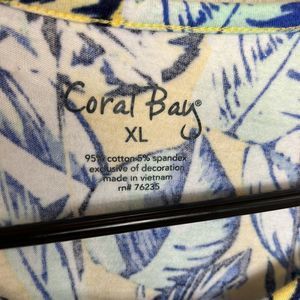 Coral Bay®
XL
95% cotton 5% spandex
exclusive of decoration
made in vietnam
rn# 76235